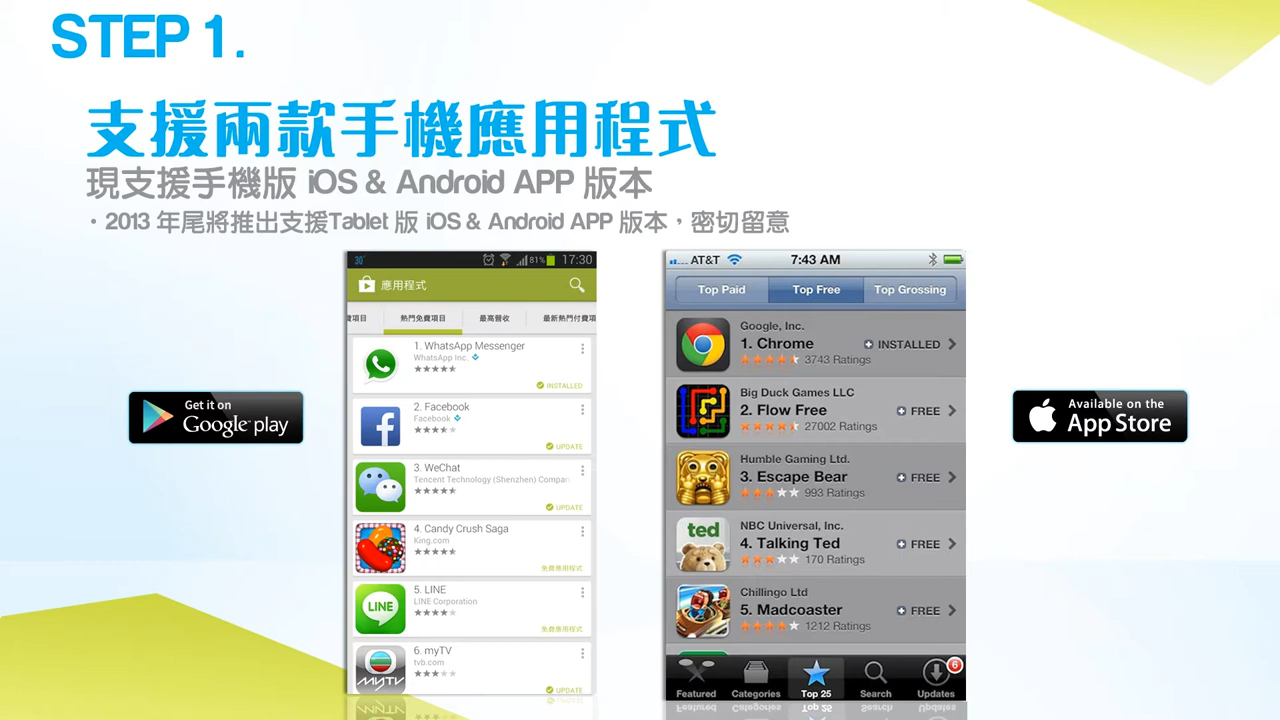 STEP 1.
支援兩款手機應用程式
現支援手機版 iOS & Android APP 版本
・2013 年尾將推出支援Tablet 版 iOS & Android APP 版本，密切留意
30°
81%
17:30
應用程式
費項目
熱門免費項目
最高營收
最新熱門付費項
1. WhatsApp Messenger
WhatsApp Inc.
INSTALLED
2. Facebook
Facebook
UPDATE
3. WeChat
Tencent Technology (Shenzhen) Compar
UPDATE
4. Candy Crush Saga
King.com
免費應用程式
LINE
5. LINE
LINE Corporation
免費應用程式
myTV
6. myTV
tvb.com
UPDATE
Get it on
Google play
AT&T
7:43 AM
Top Paid
Top Free
Top Grossing
Google, Inc.
1. Chrome
INSTALLED
3743 Ratings
Big Duck Games LLC
2. Flow Free
FREE
27002 Ratings
Humble Gaming Ltd.
3. Escape Bear
FREE
993 Ratings
ted
NBC Universal, Inc.
4. Talking Ted
FREE
170 Ratings
Chillingo Ltd
5. Madcoaster
FREE
1212 Ratings
Featured
Categories
Top 25
Search
6
Updates
Available on the
App Store